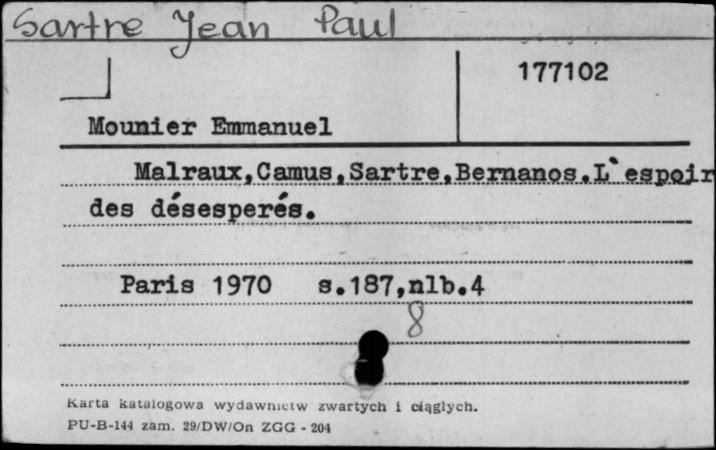 Sartre Jean Paul
177102
Mounier Emmanuel
Malraux,Camus,Sartre,Bernanos.L`espoir
des désesperés.
Paris 1970 s.187,nlb.4
8
Karta katalogowa wydawnictw zwartych i ciągłych.
PU-B-144 zam. 29/DW/On ZGG - 204